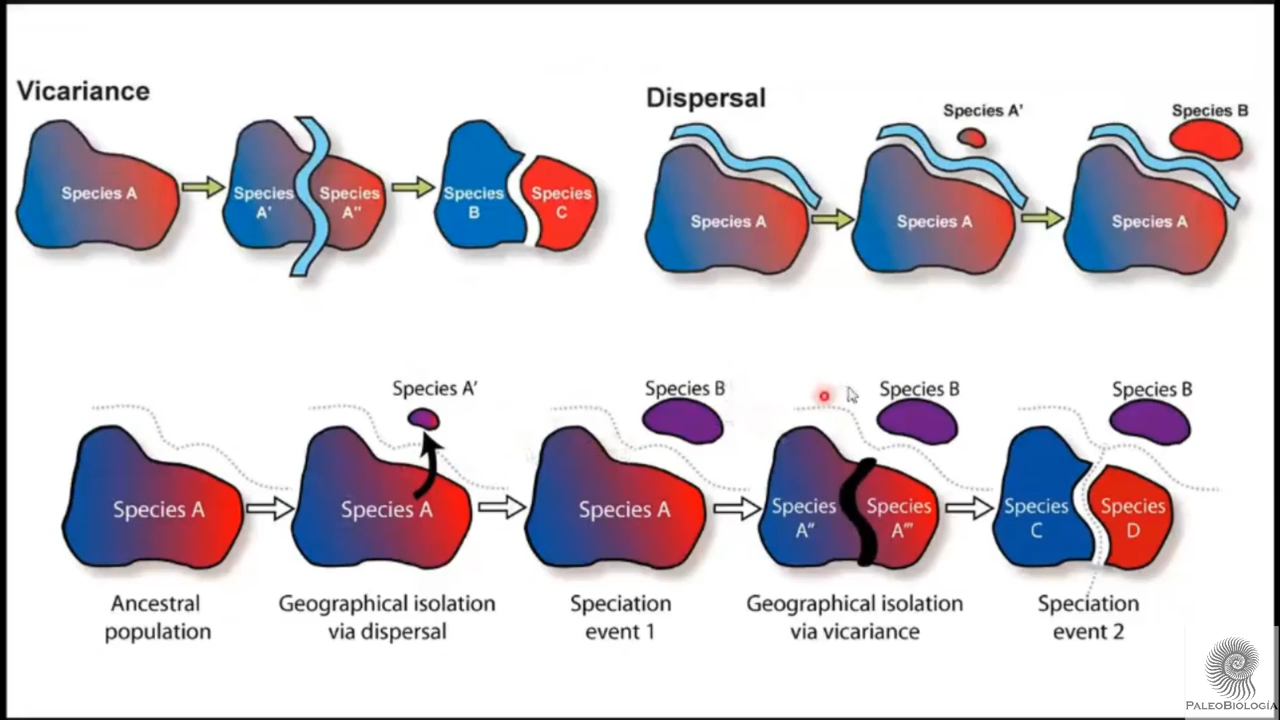 Vicariance
Species A
Species
A'
Species
A"
Species
B
Species
C
Dispersal
Species A
Species A'
Species A
Species B
Species A
Species A
Ancestral
population
Species A'
Species A
Geographical isolation
via dispersal
Species B
Species A
Speciation
event 1
Species B
Species
A"
Species
A"'
Geographical isolation
via vicariance
Species B
Species
C
Species
D
Speciation
event 2
PALEOBIOLOGÍA